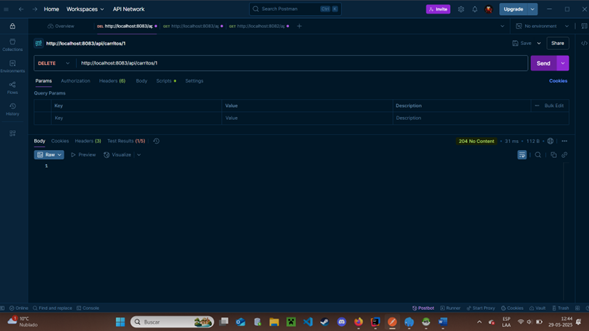 Home Workspaces API Network Search Postman Ctrl K Invite Upgrade
Overview DEL http://localhost:8083/a GET http://localhost:8083/a GET http://localhost:8083/a No environment
http://localhost:8083/api/carritos/1 Save Share
DELETE http://localhost:8083/api/carritos/1 Send
Collections
Environments
Flows
History
Params Authorization Headers (6) Body Scripts Settings Cookies
Query Params
Key Value Description Bulk Edit
Key Value Description
Body Cookies Headers (3) Test Results (1/5) 204 No Content 31 ms 113 B
Raw Preview Visualize
1
Online Find and replace Console Postbot Runner Start Proxy Cookies Vault Trash
10°C
Nublado
Buscar
ESP
LAA
12:44
29-05-2025